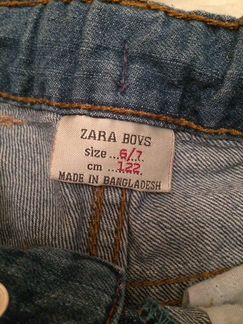 ZARA BOYS
size ...6/7
cm ...122
MADE IN BANGLADESH